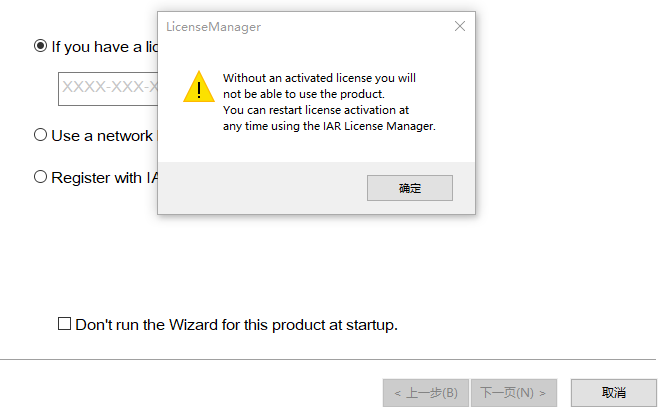 LicenseManager
If you have a lic
XXXX-XXX-X
Without an activated license you will
not be able to use the product.
You can restart license activation at
any time using the IAR License Manager.
Use a network
Register with IA
确定
Don't run the Wizard for this product at startup.
< 上一步(B)
下一页(N) >
取消